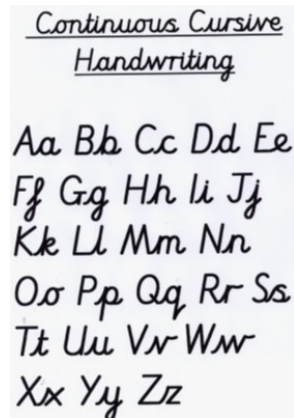 Continuous Cursive
Handwriting
Aa Bb Cc Dd Ee
Ff Gg Hh Ii Jj
Kk Ll Mm Nn
Oo Pp Qq Rr Ss
Tt Uu Vv Ww
Xx Yy Zz